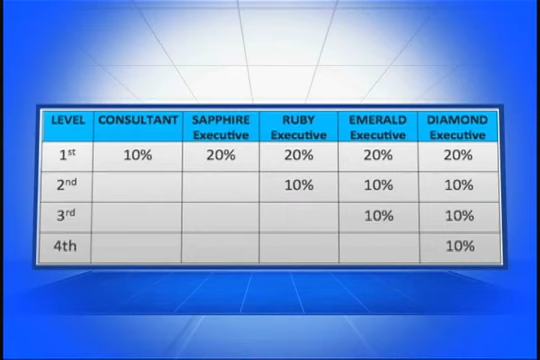 LEVEL CONSULTANT SAPPHIRE Executive RUBY Executive EMERALD Executive DIAMOND Executive
1st 10% 20% 20% 20% 20%
2nd 10% 10% 10%
3rd 10% 10%
4th 10%